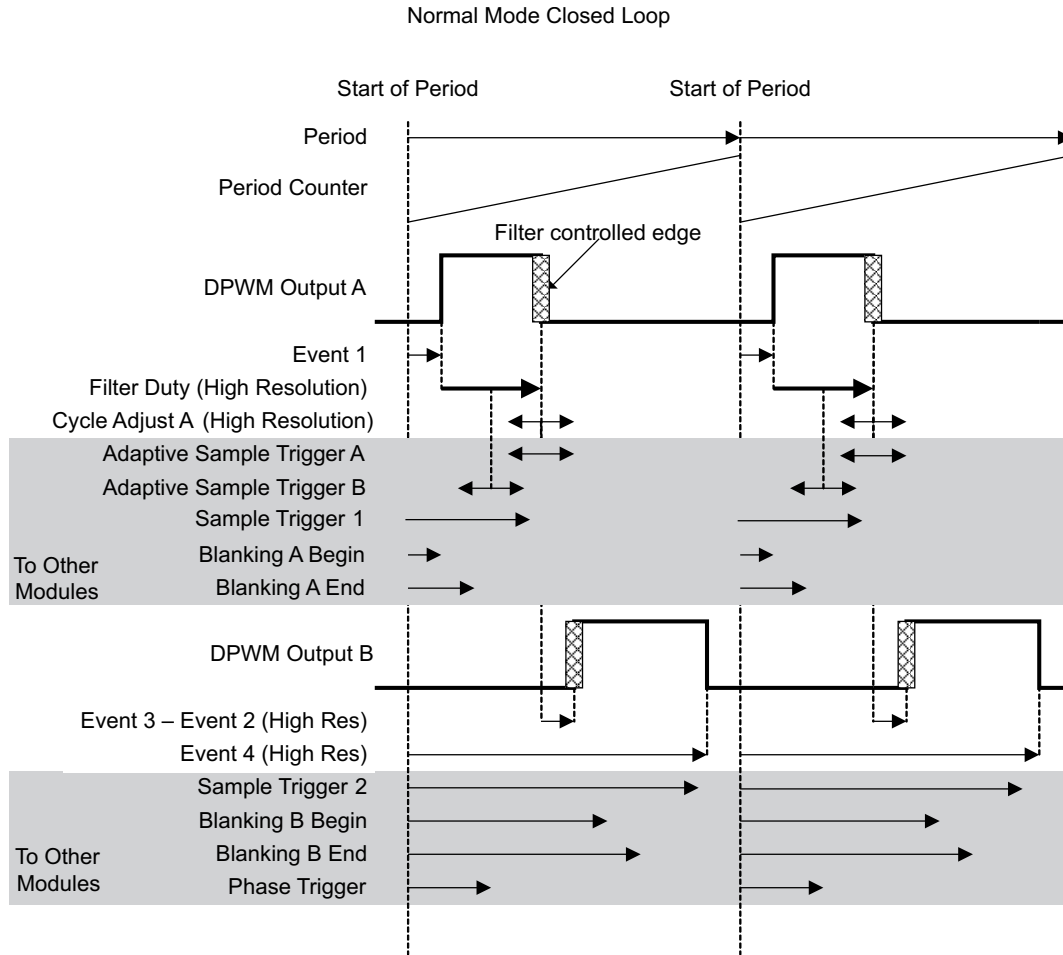 Normal Mode Closed Loop
Start of Period
Start of Period
Period
Period Counter
Filter controlled edge
DPWM Output A
Event 1
Filter Duty (High Resolution)
Cycle Adjust A (High Resolution)
Adaptive Sample Trigger A
Adaptive Sample Trigger B
Sample Trigger 1
Blanking A Begin
Blanking A End
To Other
Modules
DPWM Output B
Event 3 – Event 2 (High Res)
Event 4 (High Res)
Sample Trigger 2
Blanking B Begin
Blanking B End
Phase Trigger
To Other
Modules